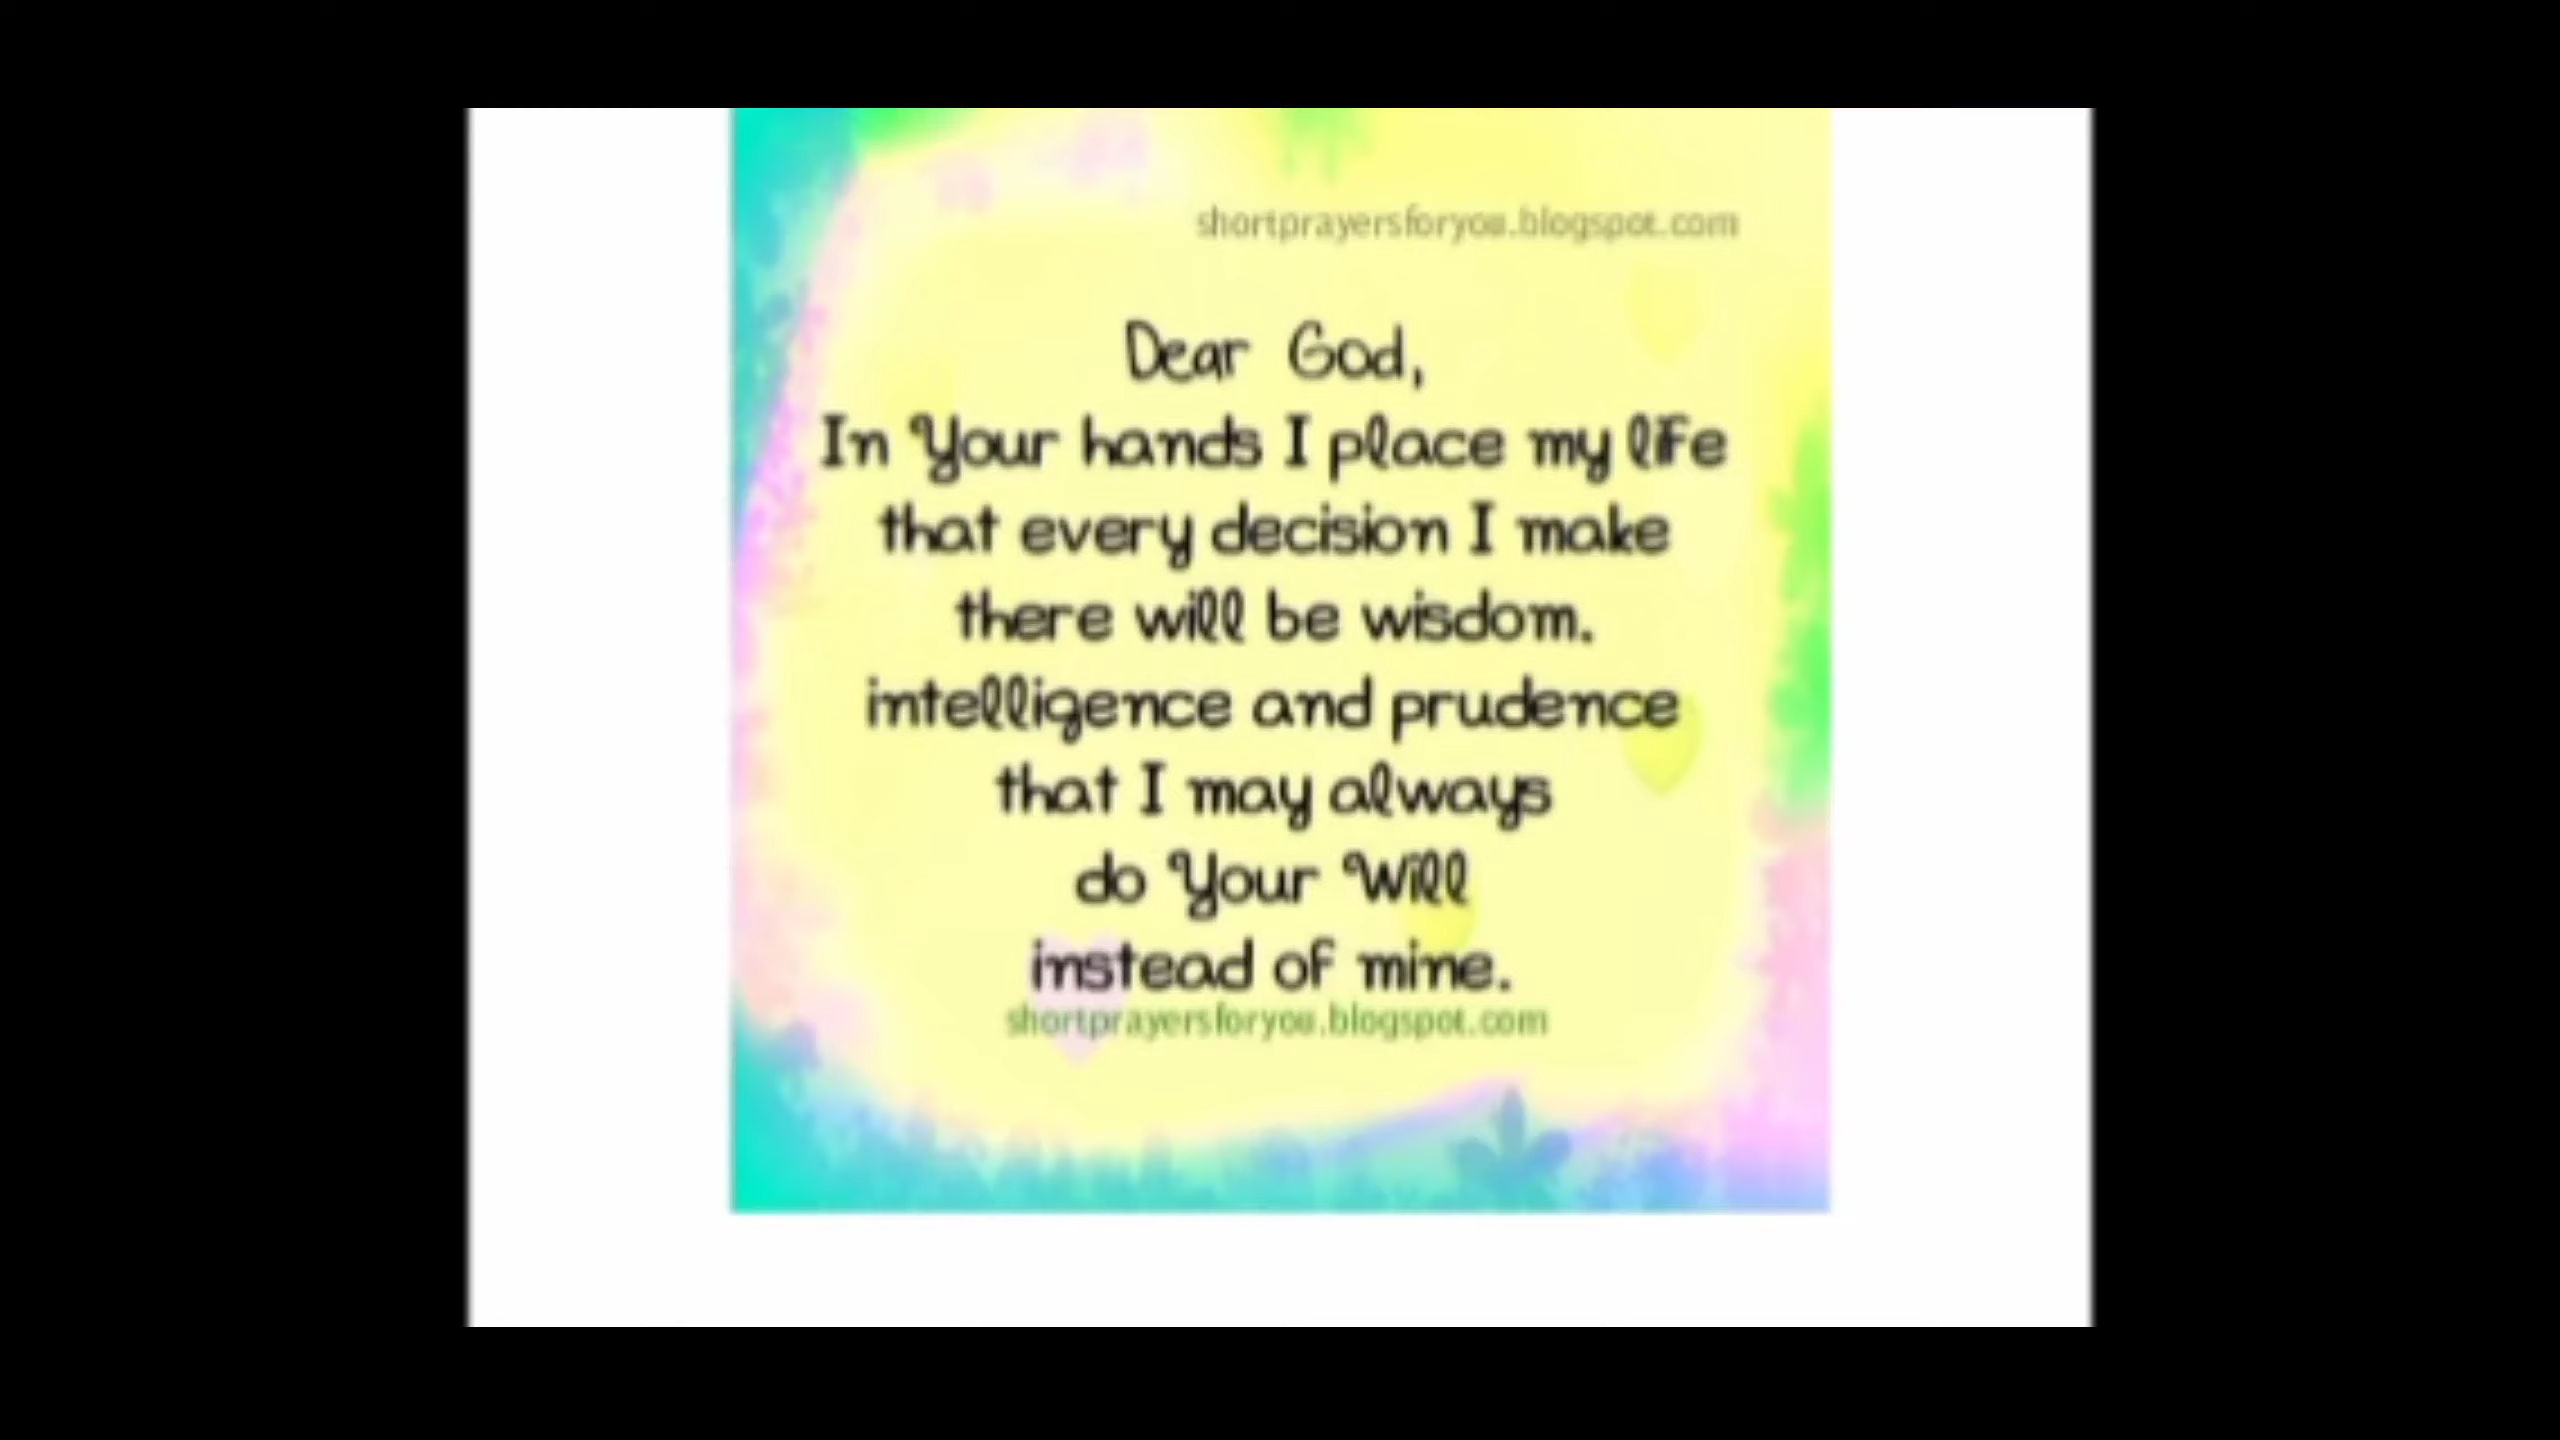 shortprayersforyou.blogspot.com
Dear God,
In Your hands I place my life
that every decision I make
there will be wisdom.
intelligence and prudence
that I may always
do Your Will
instead of mine.
shortprayersforyou.blogspot.com